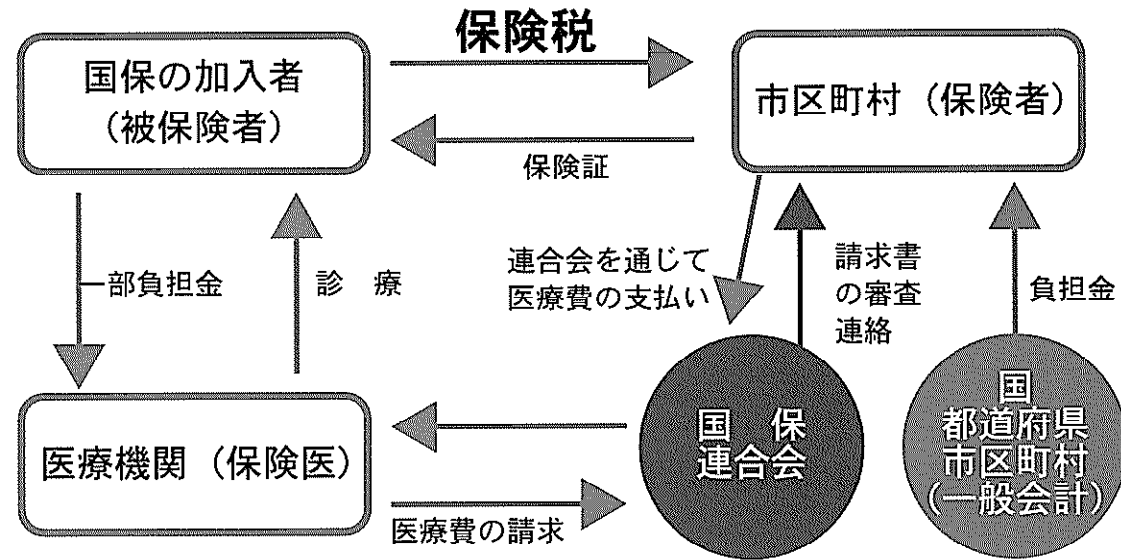 保険税
国保の加入者
（被保険者）
市区町村（保険者）
保険証
一部負担金
診　療
連合会を通じて
医療費の支払い
請求書
の審査
連絡
負担金
医療機関（保険医）
医療費の請求
国　保
連合会
国
都道府県
市区町村
（一般会計）